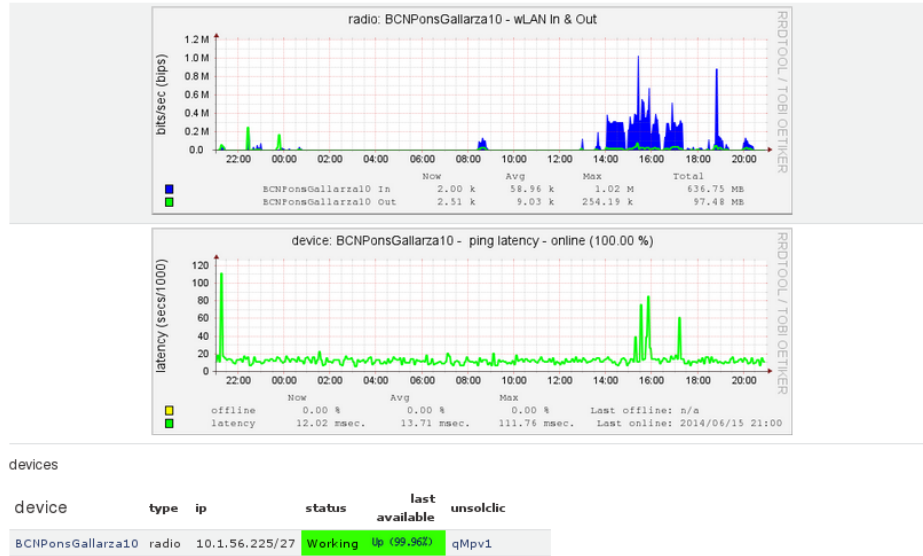 radio: BCNPonsGallarza10 - wLAN In & Out
RRDTOOL / TOBI OETIKER
bits/sec (bips)
1.2 M
1.0 M
0.8 M
0.6 M
0.4 M
0.2 M
0.0
22:00 00:00 02:00 04:00 06:00 08:00 10:00 12:00 14:00 16:00 18:00 20:00
Now Avg Max Total
BCNPonsGallarza10 In 2.00 k 58.96 k 1.02 M 636.75 MB
BCNPonsGallarza10 Out 2.51 k 9.03 k 254.19 k 97.48 MB
device: BCNPonsGallarza10 - ping latency - online (100.00 %)
RRDTOOL / TOBI OETIKER
latency (secs/1000)
120
100
80
60
40
20
0
22:00 00:00 02:00 04:00 06:00 08:00 10:00 12:00 14:00 16:00 18:00 20:00
Now Avg Max
offline 0.00 % 0.00 % 0.00 % Last offline: n/a
latency 12.02 msec. 13.71 msec. 111.76 msec. Last online: 2014/06/15 21:00
devices
device type ip status last available unsolclic
BCNPonsGallarza10 radio 10.1.56.225/27 Working Up (99.96%) qMpv1